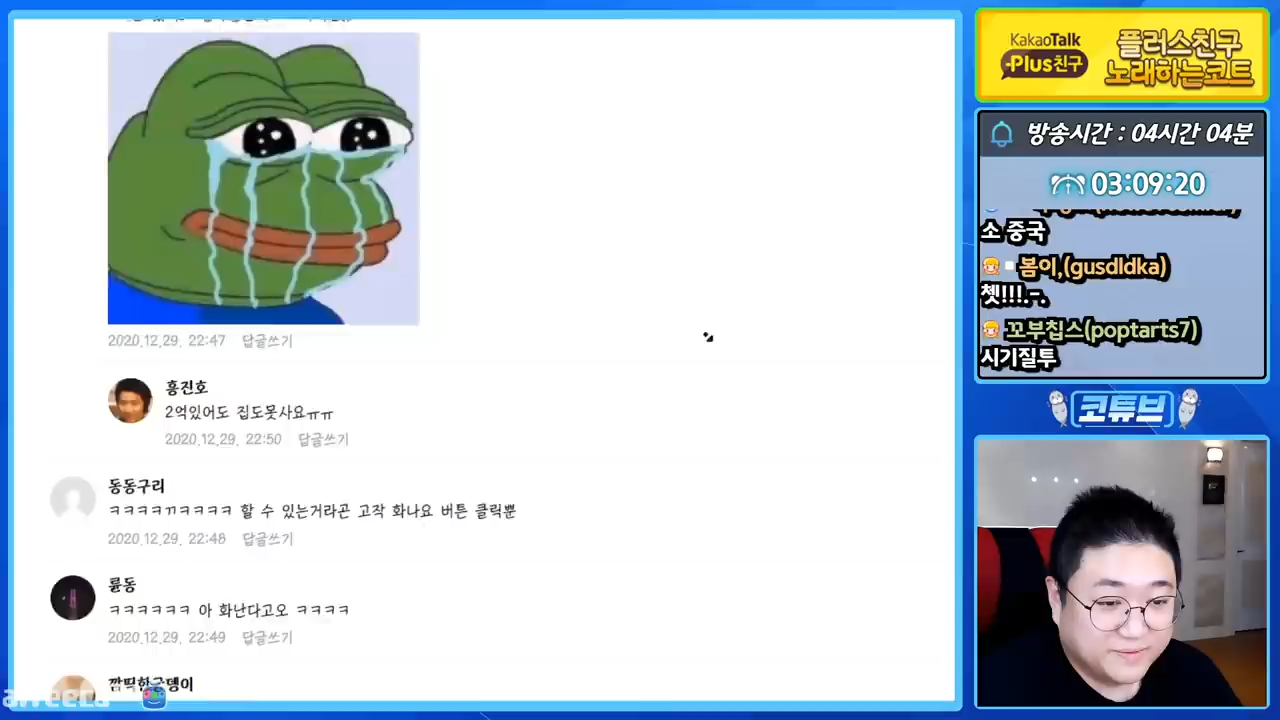 2020.12.29. 22:47 답글쓰기
홍진호
2억있어도 집도못사요ㅠㅠ
2020.12.29. 22:50 답글쓰기
동동구리
ㅋㅋㅋㅋㄲㅋㅋㅋㅋ 할 수 있는거라곤 고작 화나요 버튼 클릭뿐
2020.12.29. 22:48 답글쓰기
륜동
ㅋㅋㅋㅋㅋㅋ 아 화난다고오 ㅋㅋㅋㅋ
2020.12.29. 22:49 답글쓰기
KakaoTalk
Plus친구
플러스친구
노래하는코트
방송시간 : 04시간 04분
03:09:20
소 중국
봄이,(gusdldka)
쳇!!!.-.
꼬부칩스(poptarts7)
시기질투
코튜브